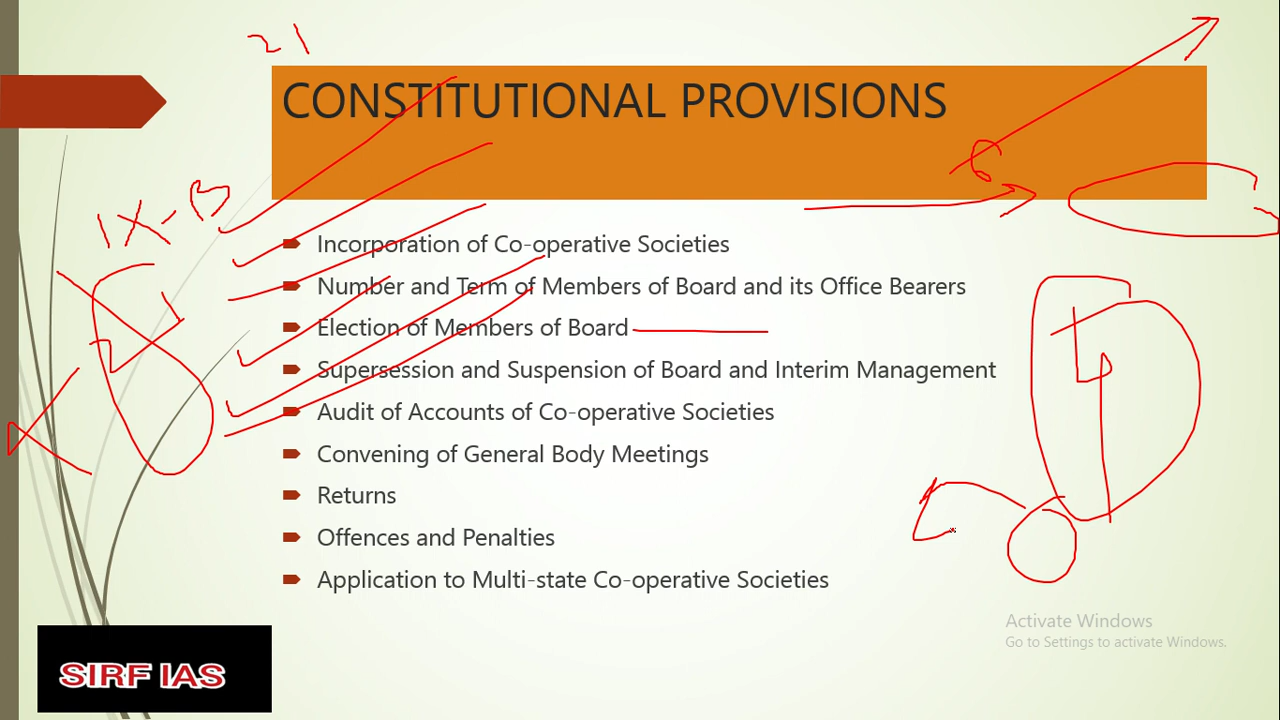 21
CONSTITUTIONAL PROVISIONS
IX-B
Incorporation of Co-operative Societies
Number and Term of Members of Board and its Office Bearers
Election of Members of Board
Supersession and Suspension of Board and Interim Management
Audit of Accounts of Co-operative Societies
Convening of General Body Meetings
Returns
Offences and Penalties
Application to Multi-state Co-operative Societies
Activate Windows
Go to Settings to activate Windows.
SIRF IAS